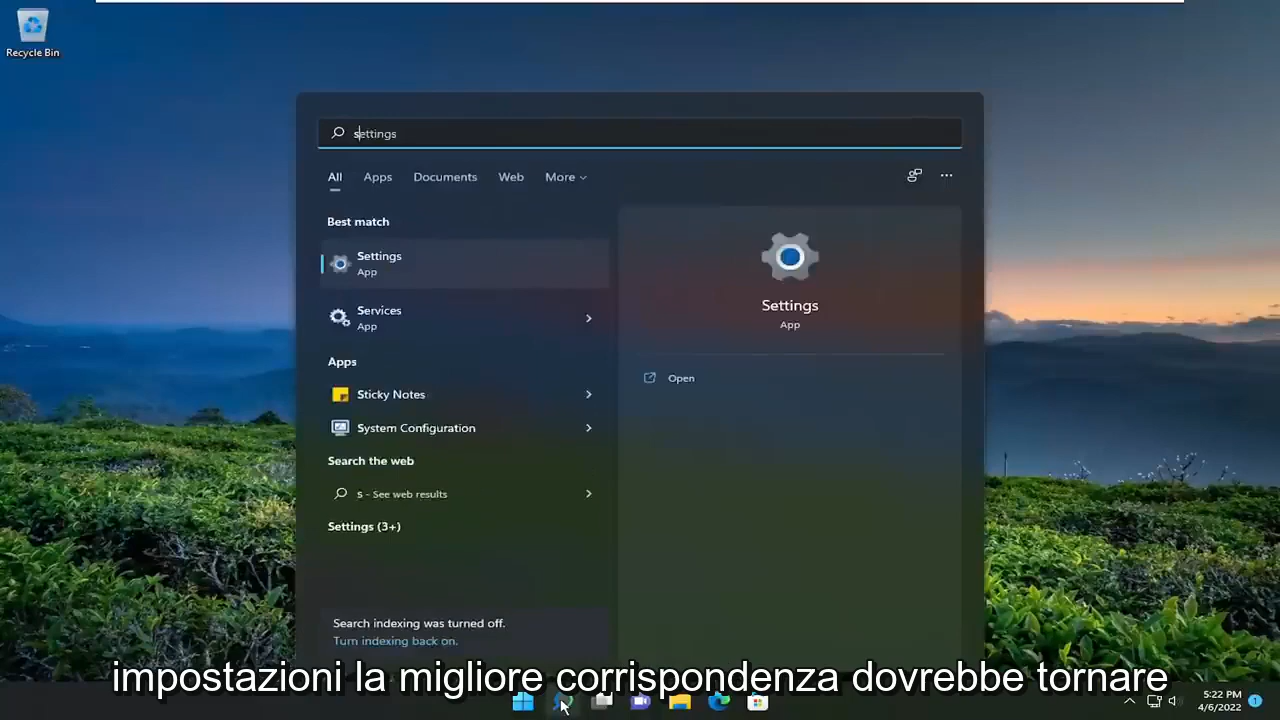 Recycle Bin
settings
All Apps Documents Web More
Best match
Settings
App
Services
App
Apps
Sticky Notes
System Configuration
Search the web
s - See web results
Settings (3+)
Search indexing was turned off.
Turn indexing back on.
Settings
App
Open
impostazioni la migliore corrispondenza dovrebbe tornare
5:22 PM
4/6/2022
1